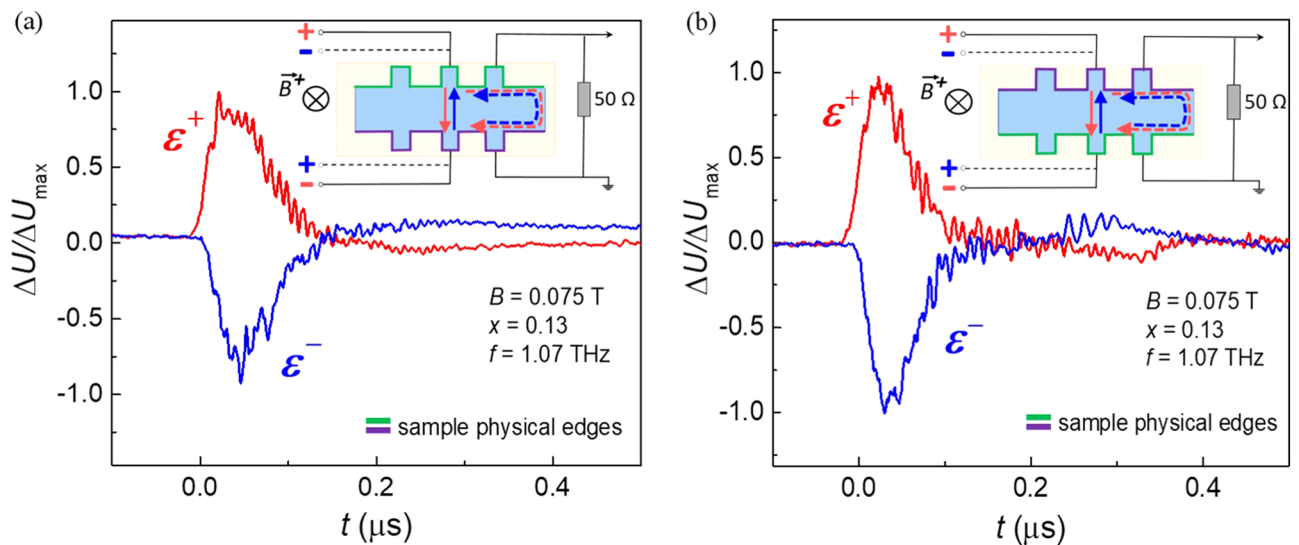 (a)
ΔU/ΔUmax
1.0
0.5
0.0
-0.5
-1.0
0.0
0.2
0.4
t (μs)
ε+
ε−
+
−
B+
+
−
50 Ω
B = 0.075 T
x = 0.13
f = 1.07 THz
sample physical edges
(b)
ΔU/ΔUmax
1.0
0.5
0.0
-0.5
-1.0
0.0
0.2
0.4
t (μs)
ε+
ε−
+
−
B+
+
−
50 Ω
B = 0.075 T
x = 0.13
f = 1.07 THz
sample physical edges